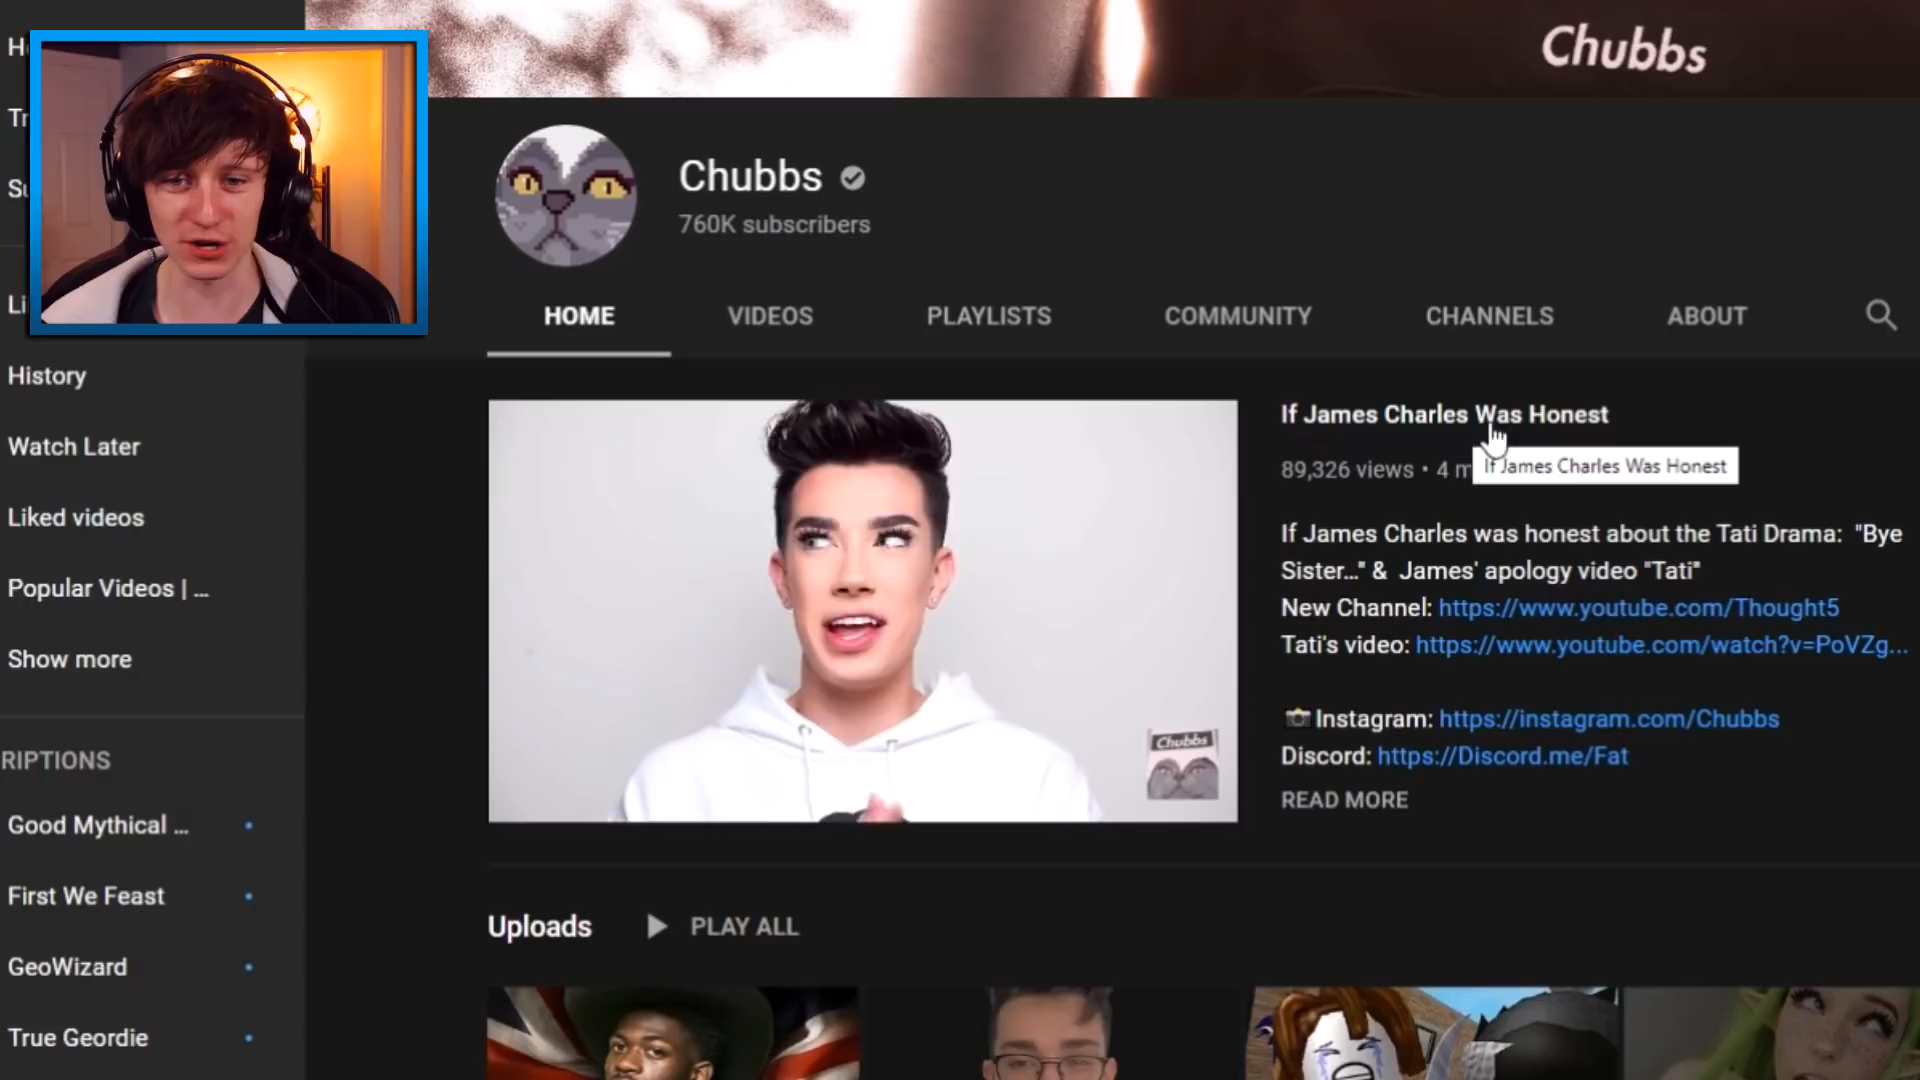 Chubbs
Chubbs
760K subscribers
HOME
VIDEOS
PLAYLISTS
COMMUNITY
CHANNELS
ABOUT
History
Watch Later
Liked videos
Popular Videos | ...
Show more
RIPTIONS
Good Mythical ...
First We Feast
GeoWizard
True Geordie
If James Charles Was Honest
89,326 views • 4 m
If James Charles Was Honest
If James Charles was honest about the Tati Drama: "Bye
Sister..." & James' apology video "Tati"
New Channel: https://www.youtube.com/Thought5
Tati's video: https://www.youtube.com/watch?v=PoVZg...
Instagram: https://instagram.com/Chubbs
Discord: https://Discord.me/Fat
READ MORE
Chubbs
Uploads
PLAY ALL